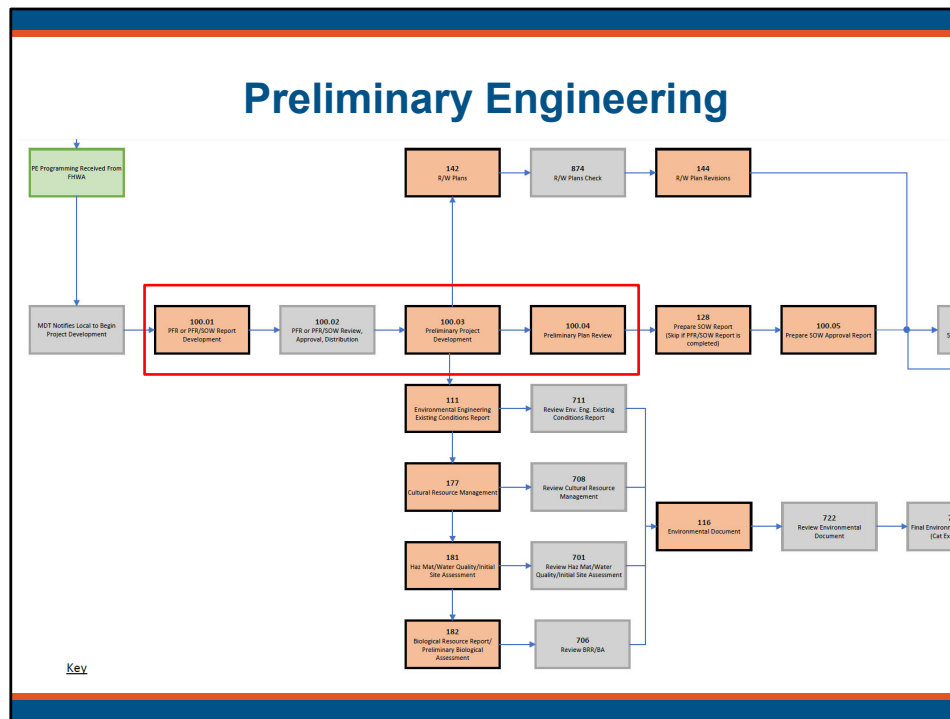 Preliminary Engineering
PE Programming Received From
FHWA
142
R/W Plans
874
R/W Plans Check
144
R/W Plan Revisions
MDT Notifies Local to Begin
Project Development
100.01
PFR or PFR/SOW Report
Development
100.02
PFR or PFR/SOW Review,
Approval, Distribution
100.03
Preliminary Project
Development
100.04
Preliminary Plan Review
128
Prepare SOW Report
(Skip if PFR/SOW Report is
completed)
100.05
Prepare SOW Approval Report
S
111
Environmental Engineering
Existing Conditions Report
711
Review Env. Eng. Existing
Conditions Report
177
Cultural Resource Management
708
Review Cultural Resource
Management
116
Environmental Document
722
Review Environmental
Document
7
Final Environm
(Cat Ex
181
Haz Mat/Water Quality/Initial
Site Assessment
701
Review Haz Mat/Water
Quality/Initial Site Assessment
182
Biological Resource Report/
Preliminary Biological
Assessment
706
Review BRR/BA
Key